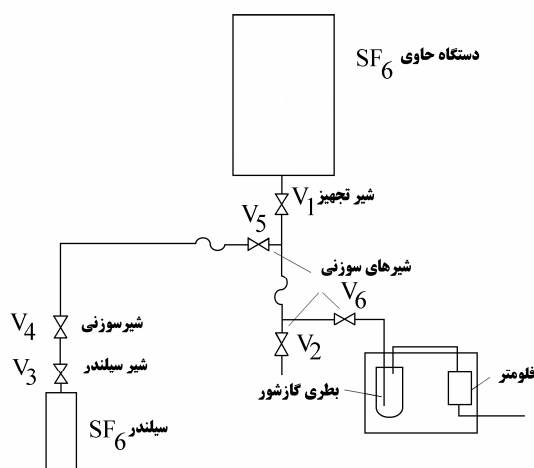 دستگاه حاوی SF6
شیر تجهیز V1
V5
شیرهای سوزنی
V6
V4 شیرسوزنی
V2
V3 شیر سیلندر
فلومتر
بطری گازشور
سیلندر SF6